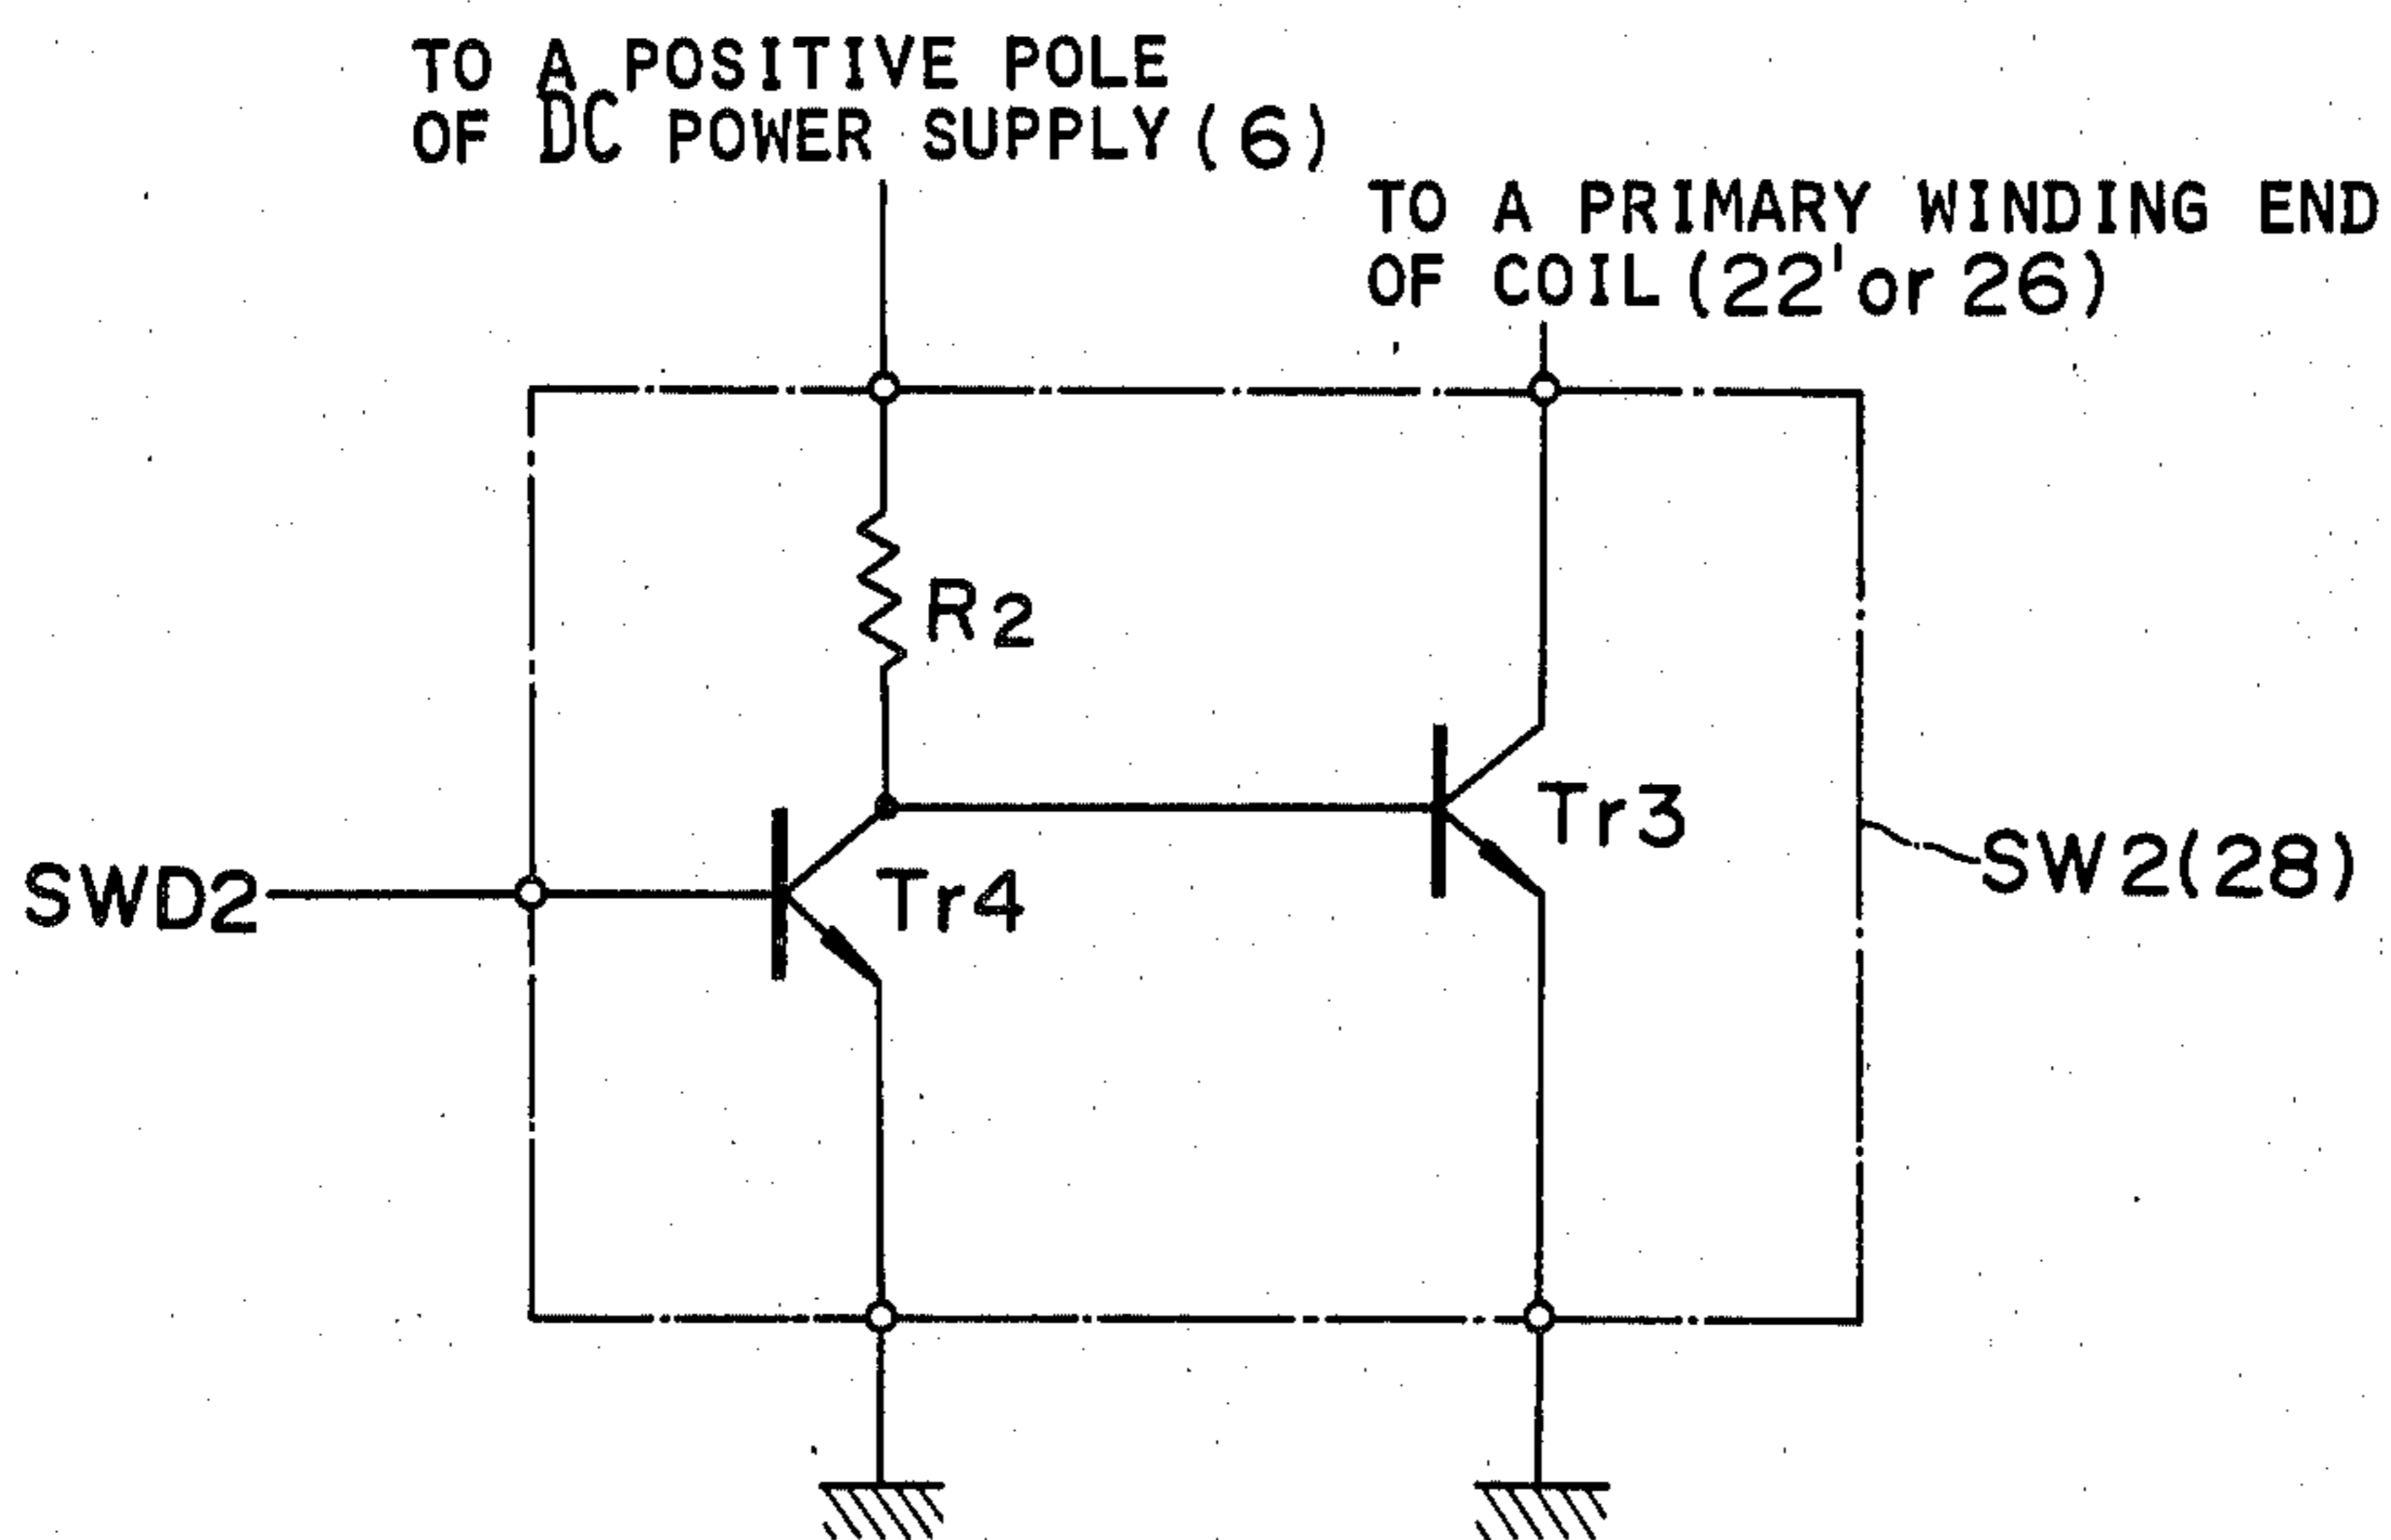 TO A POSITIVE POLE
OF DC POWER SUPPLY (6)
TO A PRIMARY WINDING END
OF COIL (22' or 26)
R2
Tr3
SW2(28)
SWD2
Tr4